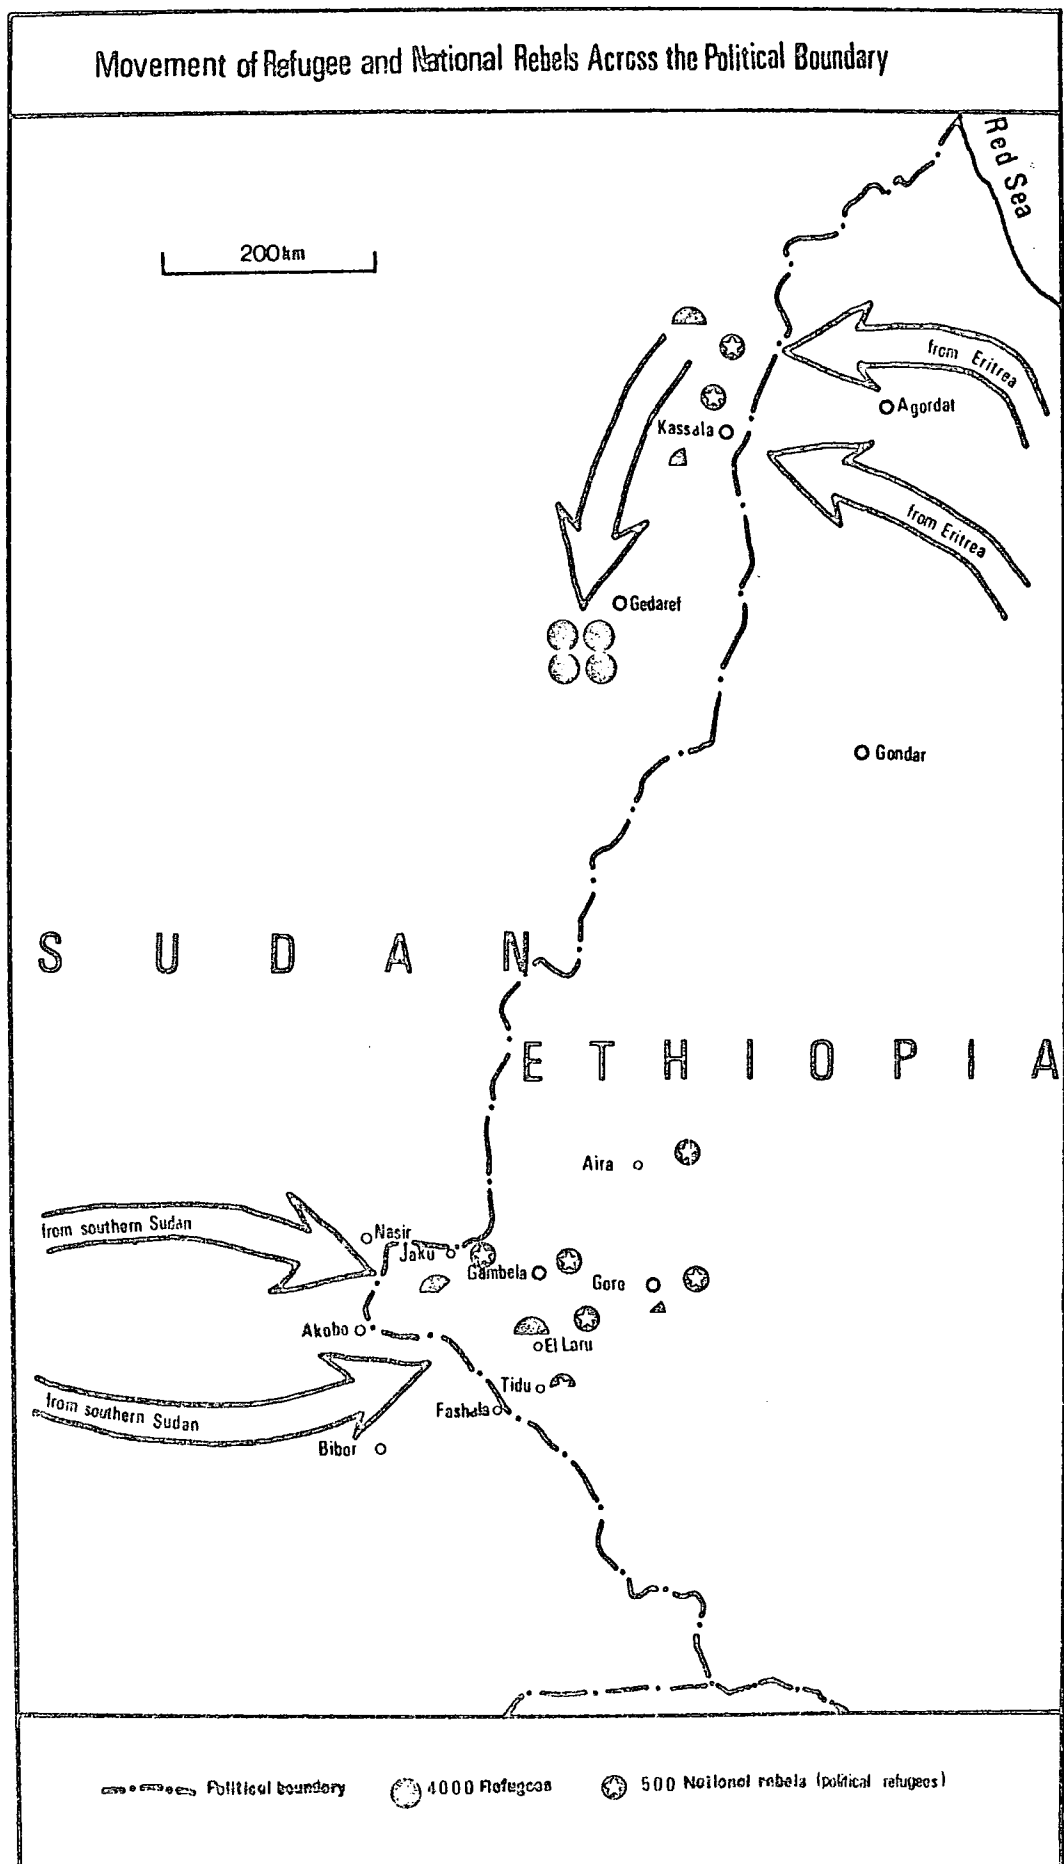 Movement of Refugee and National Rebels Across the Political Boundary
Red Sea
200km
from Eritrea
Agordat
Kassala
from Eritrea
Gedaref
Gondar
SUDAN
ETHIOPIA
Aira
from southern Sudan
Nasir
Jaku
Gambela
Gore
Akobo
El Laru
Tidu
from southern Sudan
Fashala
Bibor
Political boundary
4000 Refugees
500 National rebels (political refugees)